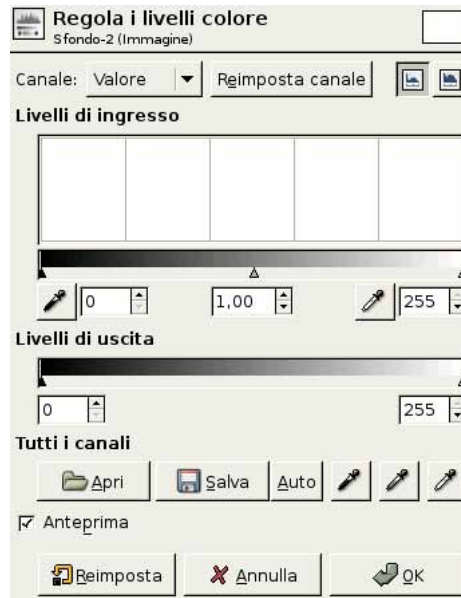 Regola i livelli colore
Sfondo-2 (Immagine)
Canale: Valore Reimposta canale
Livelli di ingresso
0 1,00 255
Livelli di uscita
0 255
Tutti i canali
Apri Salva Auto
Anteprima
Reimposta Annulla OK